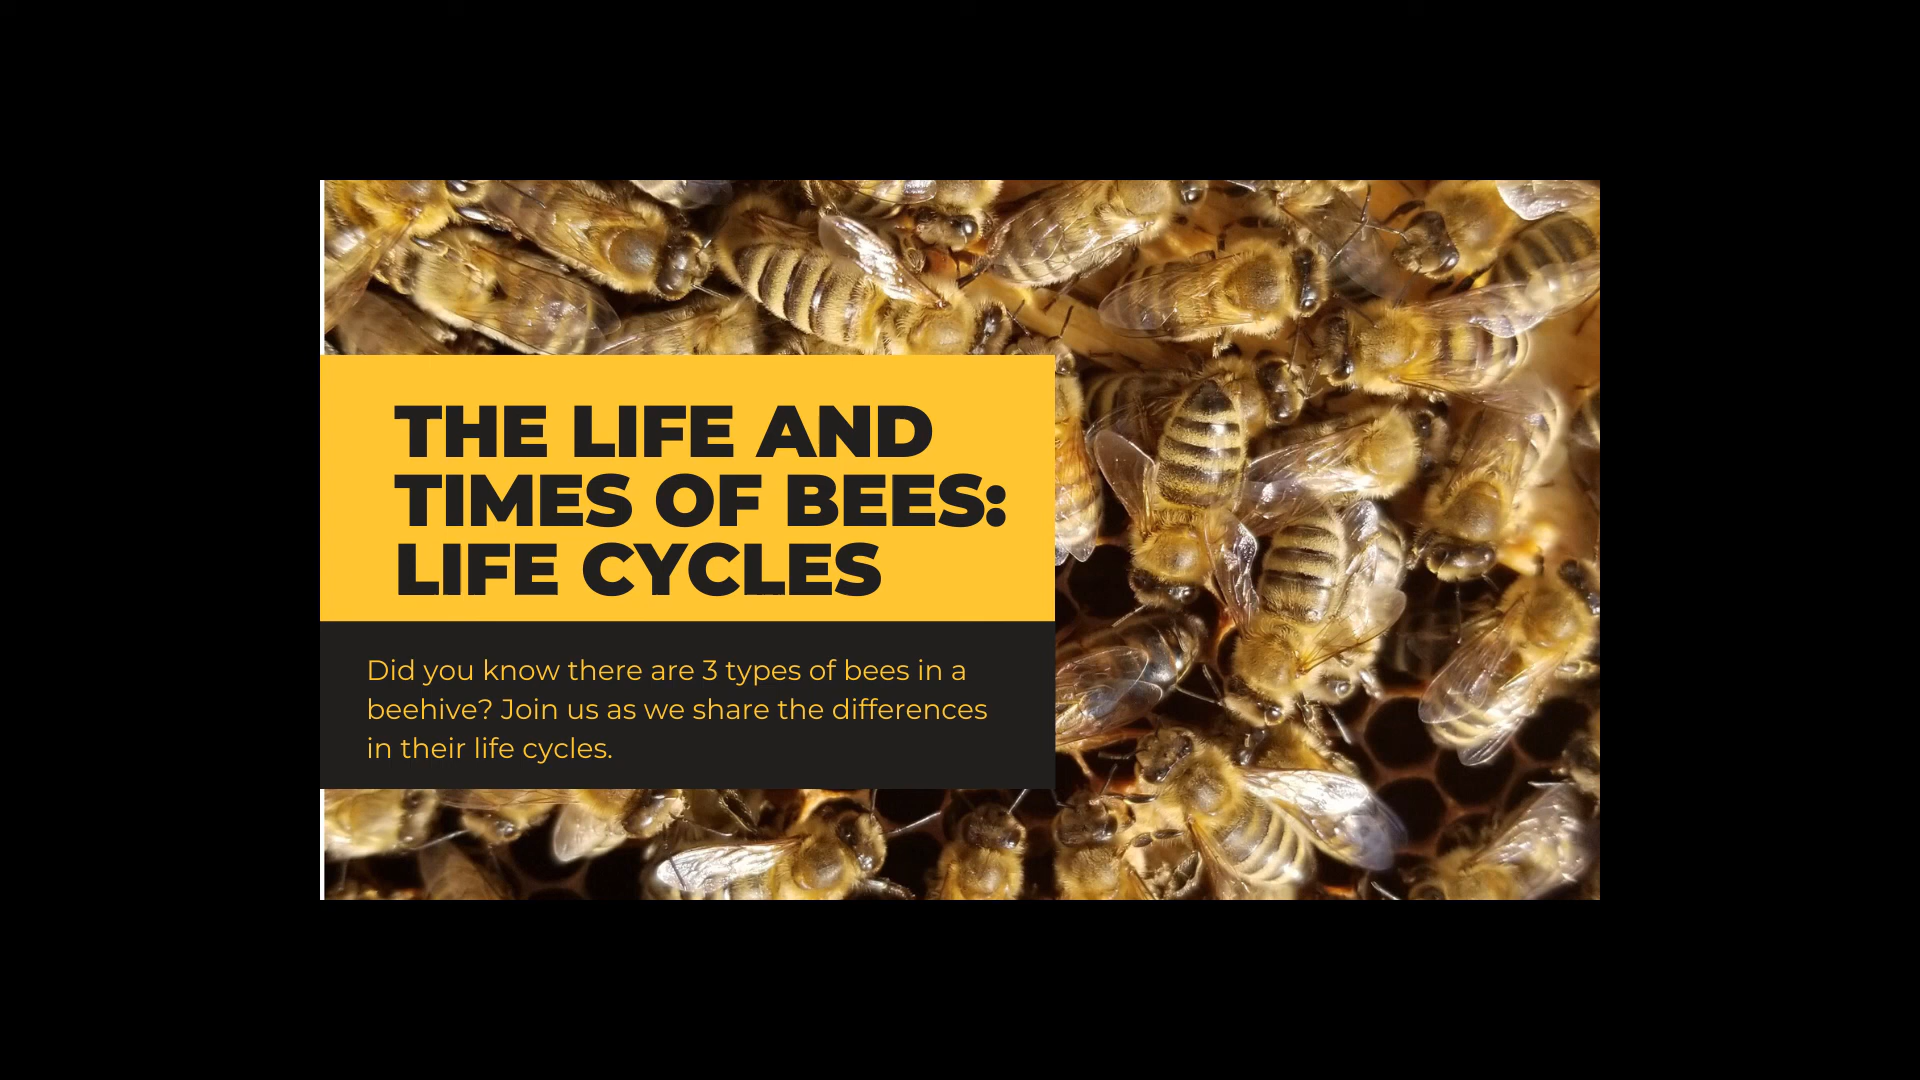 THE LIFE AND
TIMES OF BEES:
LIFE CYCLES
Did you know there are 3 types of bees in a
beehive? Join us as we share the differences
in their life cycles.